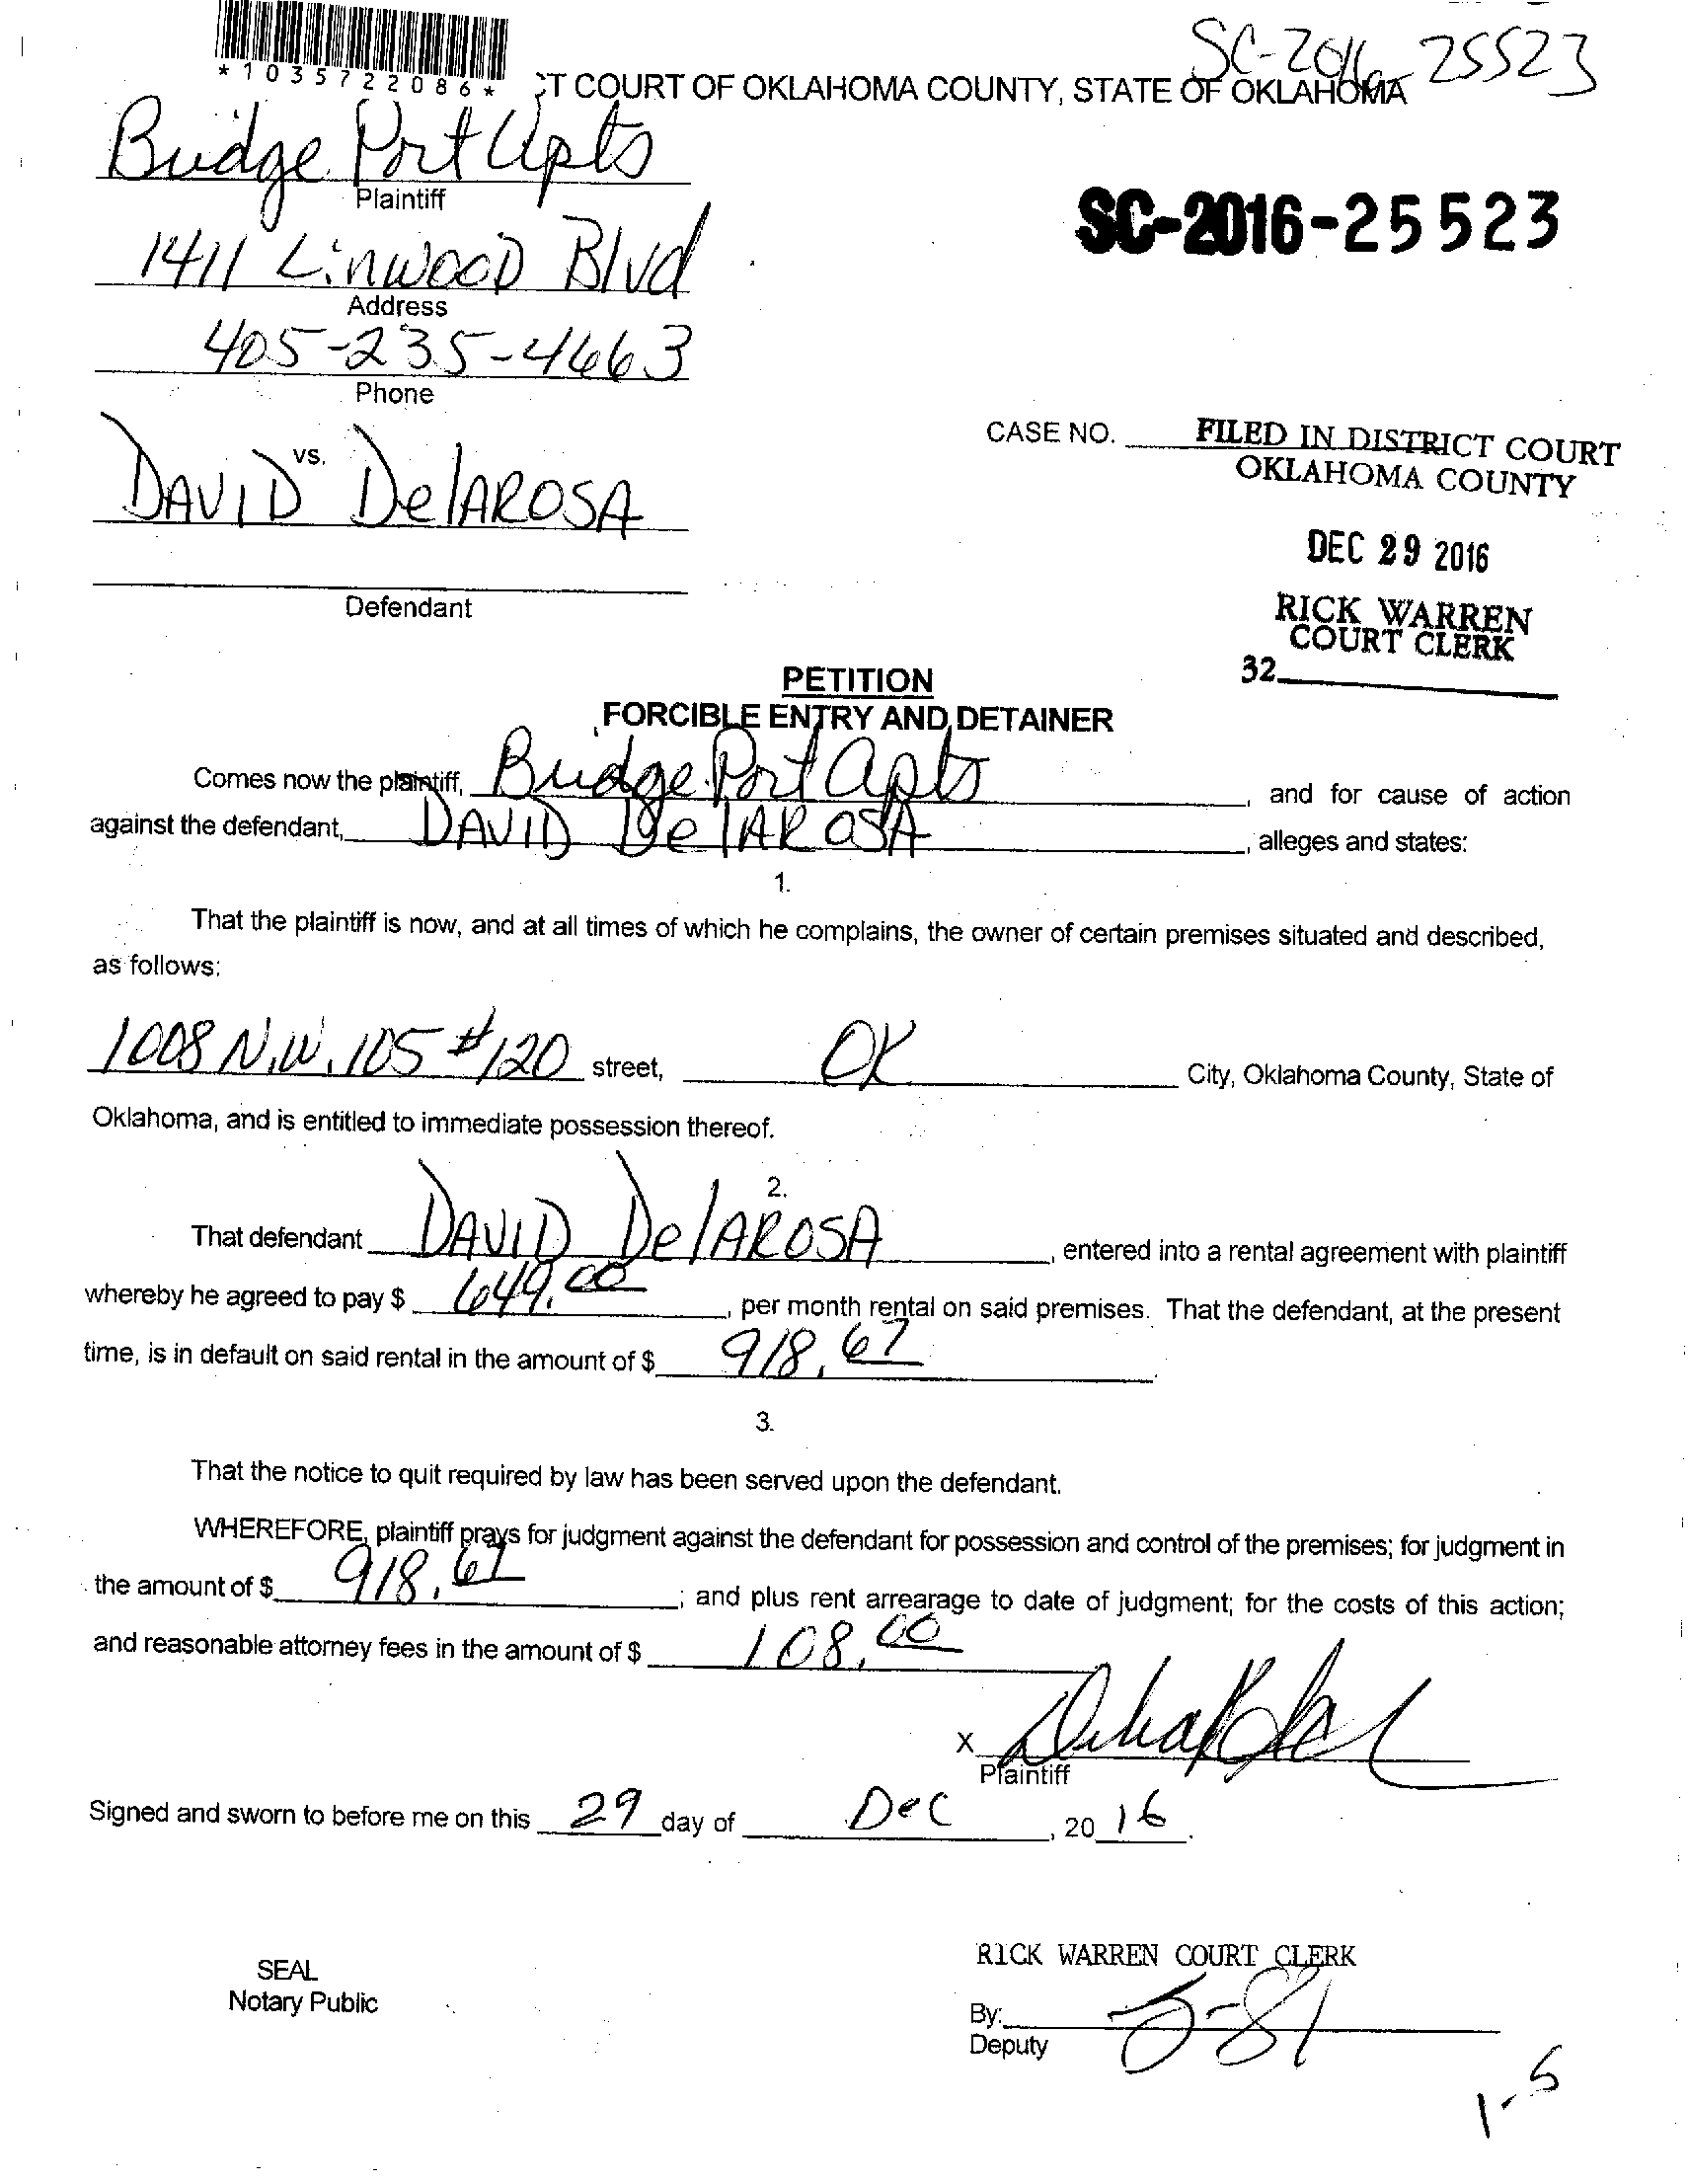 SC-2016-25523
*1035722086*
CT COURT OF OKLAHOMA COUNTY, STATE OF OKLAHOMA
Bridge Port Apts
Plaintiff
SC-2016-25523
1411 Linwood Blvd
Address
405-235-4663
Phone
CASE NO.
FILED IN DISTRICT COURT
OKLAHOMA COUNTY
vs.
DAVID DelAROSA
DEC 29 2016
Defendant
RICK WARREN
COURT CLERK
32
PETITION
FORCIBLE ENTRY AND DETAINER
Comes now the plaintiff, Bridge Port Apts, and for cause of action
against the defendant, DAVID DelAROSA, alleges and states:
1.
That the plaintiff is now, and at all times of which he complains, the owner of certain premises situated and described,
as follows:
1008 N.W. 105 #120 street, OK City, Oklahoma County, State of
Oklahoma, and is entitled to immediate possession thereof.
2.
That defendant DAVID DelAROSA, entered into a rental agreement with plaintiff
whereby he agreed to pay $ 649.00, per month rental on said premises. That the defendant, at the present
time, is in default on said rental in the amount of $ 918.67.
3.
That the notice to quit required by law has been served upon the defendant.
WHEREFORE, plaintiff prays for judgment against the defendant for possession and control of the premises; for judgment in
the amount of $ 918.67; and plus rent arrearage to date of judgment; for the costs of this action;
and reasonable attorney fees in the amount of $ 108.00
X
Plaintiff
Signed and sworn to before me on this 29 day of Dec, 20 16.
SEAL
Notary Public
RICK WARREN COURT CLERK
By:
Deputy
1-5